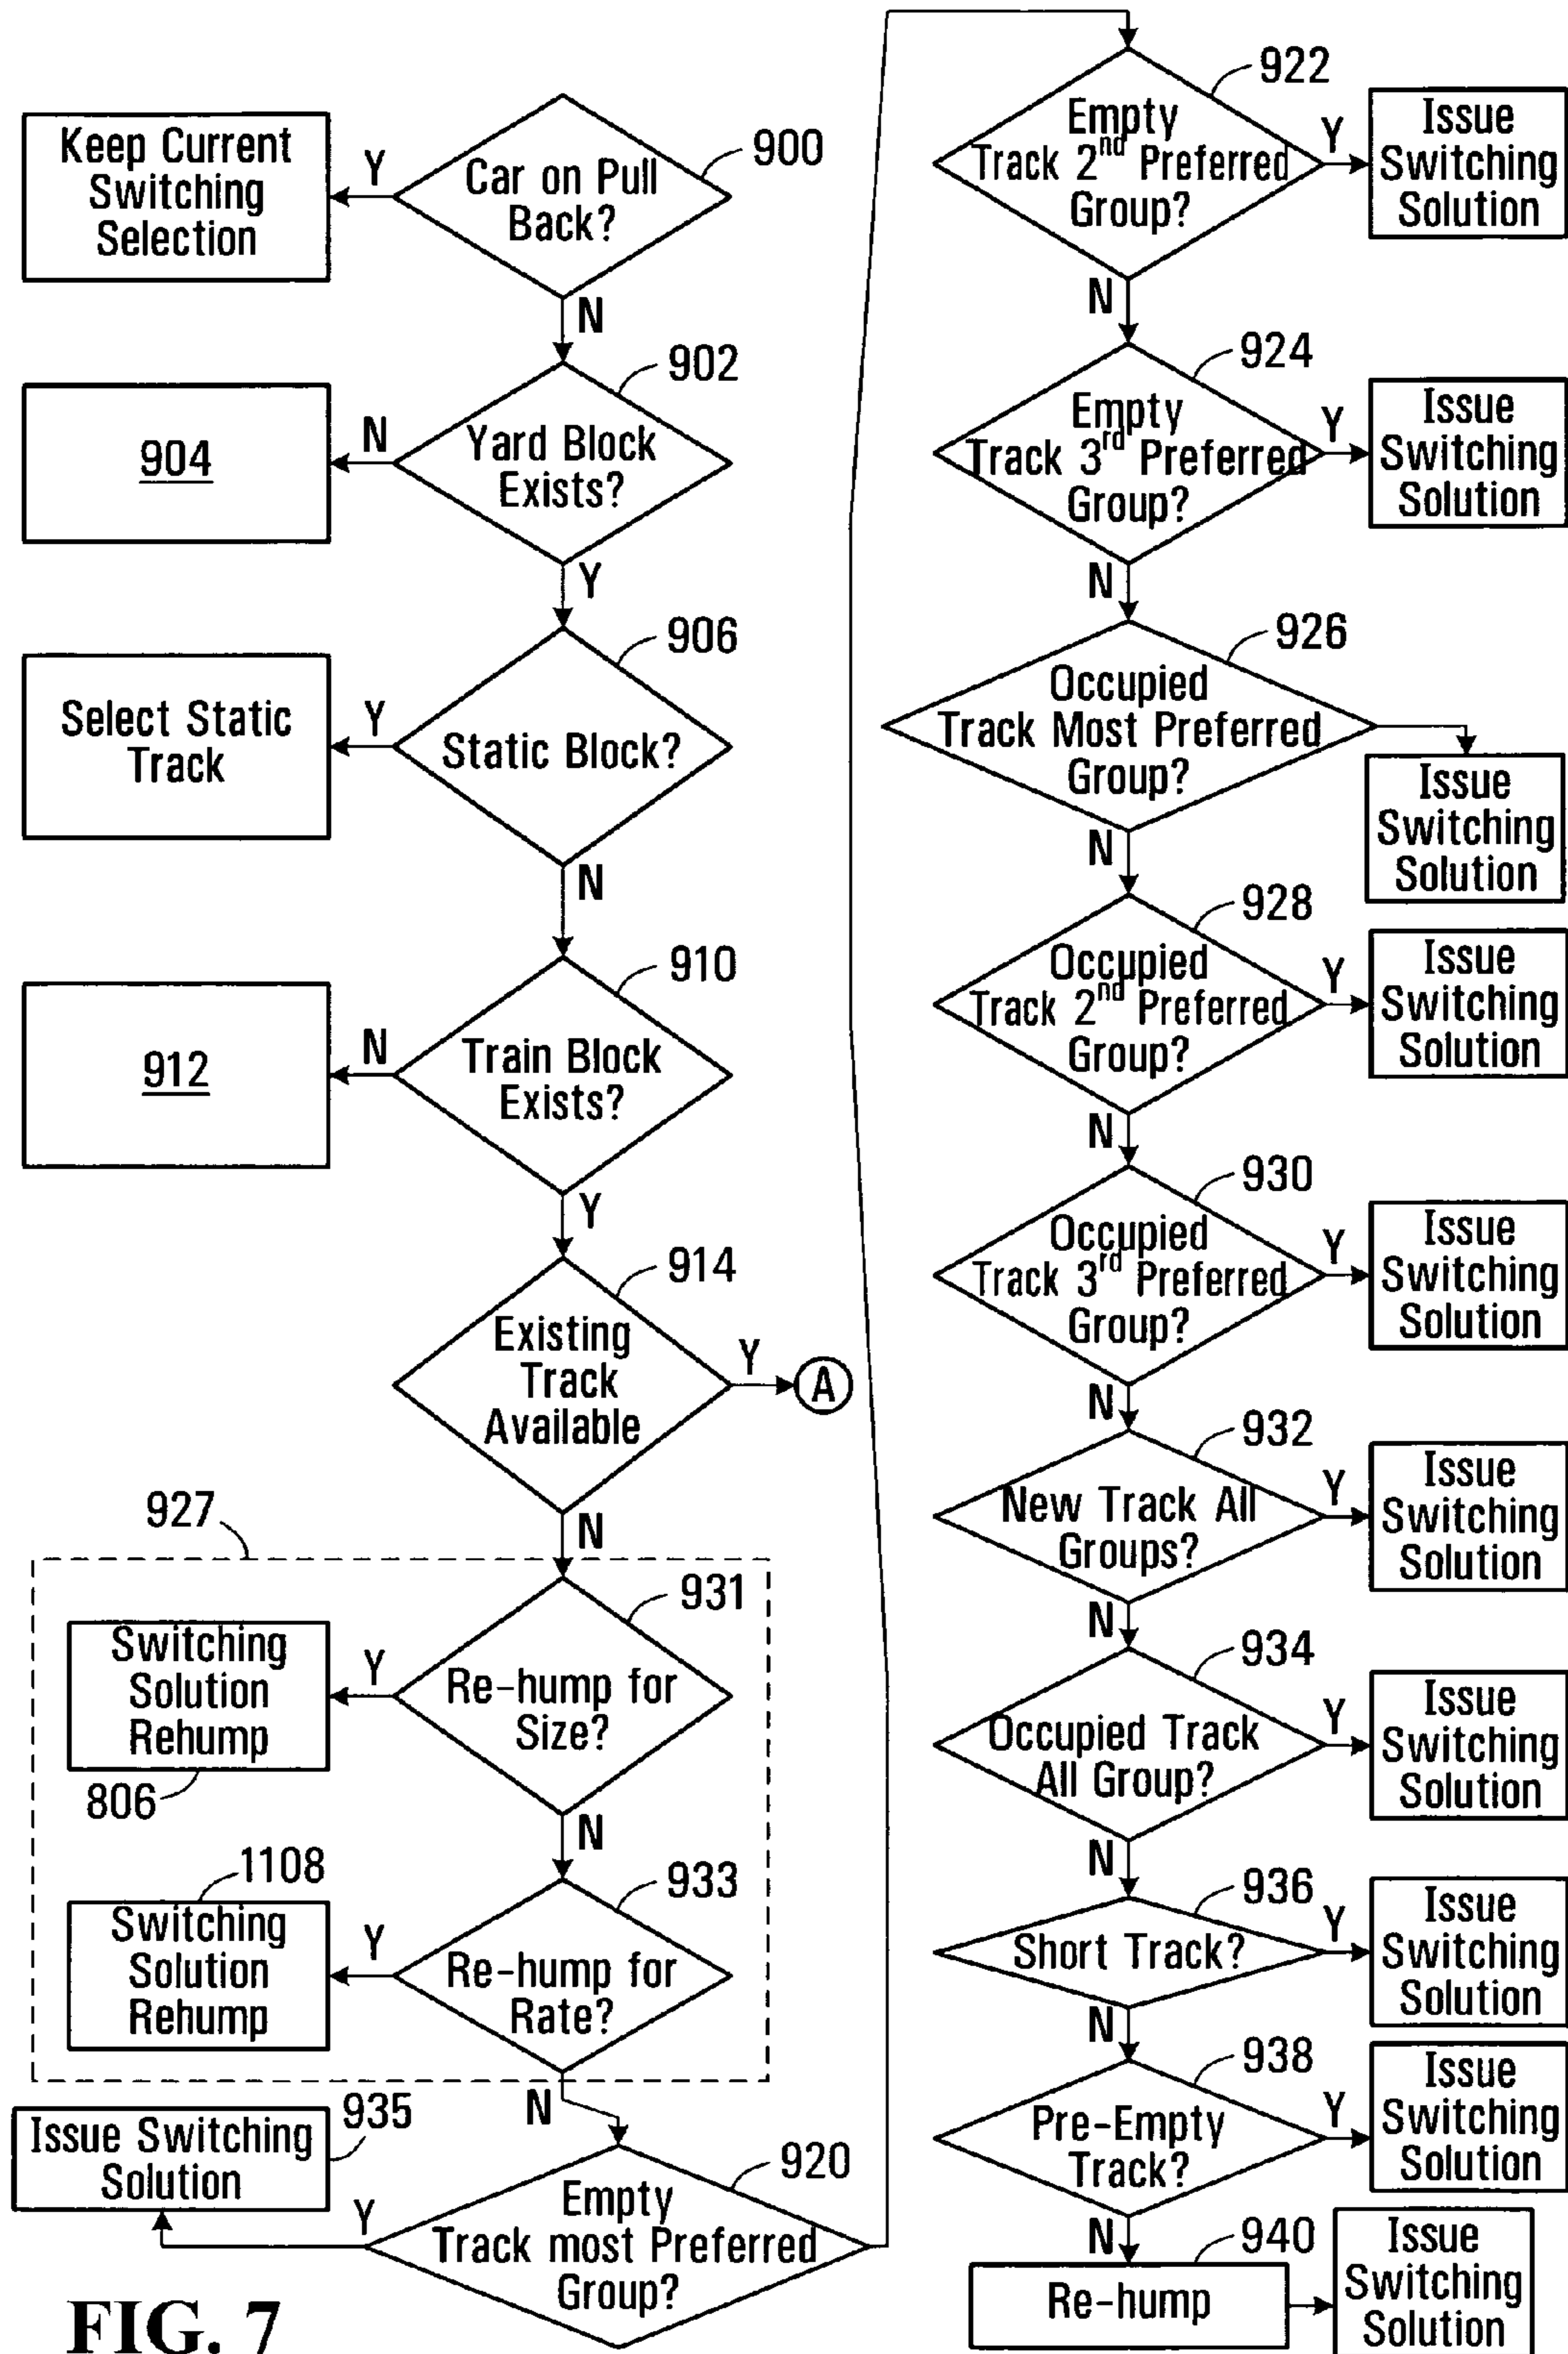 Keep Current
Switching
Selection
Y
Car on Pull
Back?
900
N
902
904
N
Yard Block
Exists?
Y
906
Select Static
Track
Y
Static Block?
N
910
912
N
Train Block
Exists?
Y
914
Existing
Track
Available
Y
A
N
927
931
Switching
Solution
Rehump
806
Y
Re-hump for
Size?
N
1108
933
Switching
Solution
Rehump
Y
Re-hump for
Rate?
N
935
Issue Switching
Solution
920
Y
Empty
Track most Preferred
Group?
922
Empty
Track 2nd Preferred
Group?
Y
Issue
Switching
Solution
N
924
Empty
Track 3rd Preferred
Group?
Y
Issue
Switching
Solution
N
926
Occupied
Track Most Preferred
Group?
Issue
Switching
Solution
N
928
Occupied
Track 2nd Preferred
Group?
Y
Issue
Switching
Solution
N
930
Occupied
Track 3rd Preferred
Group?
Y
Issue
Switching
Solution
N
932
New Track All
Groups?
Y
Issue
Switching
Solution
N
934
Occupied Track
All Group?
Y
Issue
Switching
Solution
N
936
Short Track?
Y
Issue
Switching
Solution
N
938
Pre-Empty
Track?
Y
Issue
Switching
Solution
N
940
Re-hump
Issue
Switching
Solution
FIG. 7